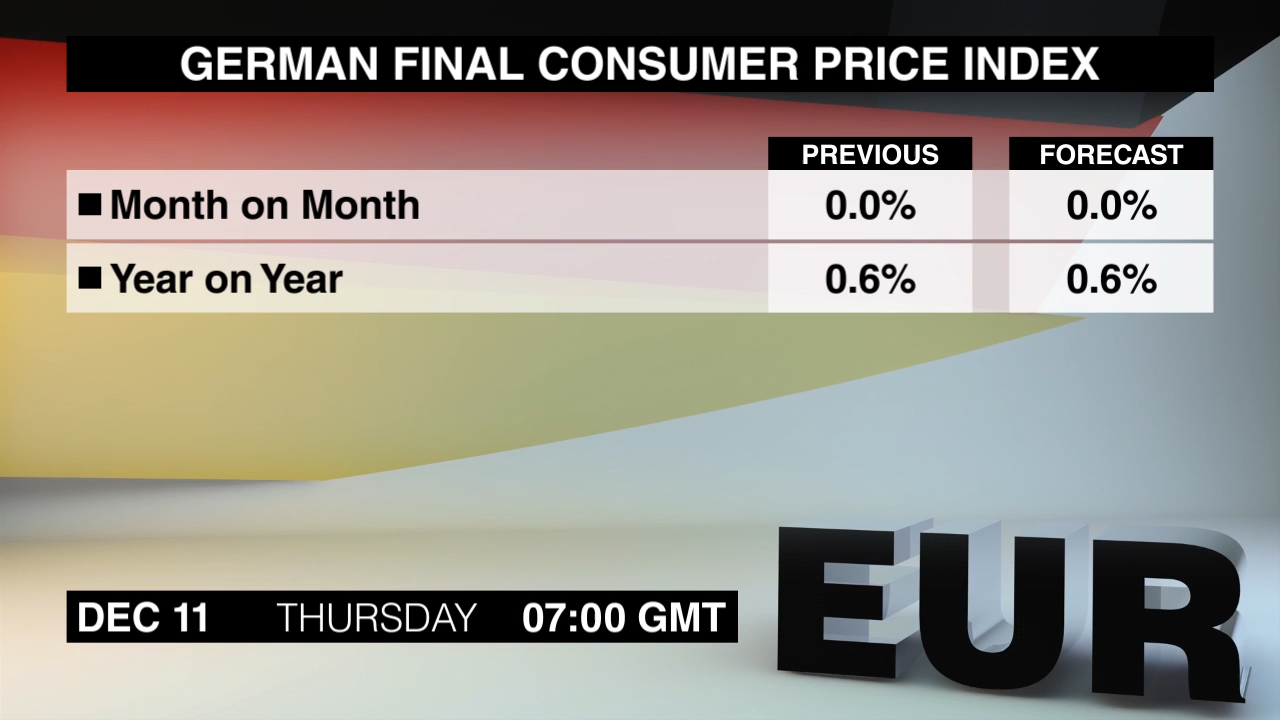 GERMAN FINAL CONSUMER PRICE INDEX
PREVIOUS FORECAST
Month on Month 0.0% 0.0%
Year on Year 0.6% 0.6%
DEC 11 THURSDAY 07:00 GMT
EUR